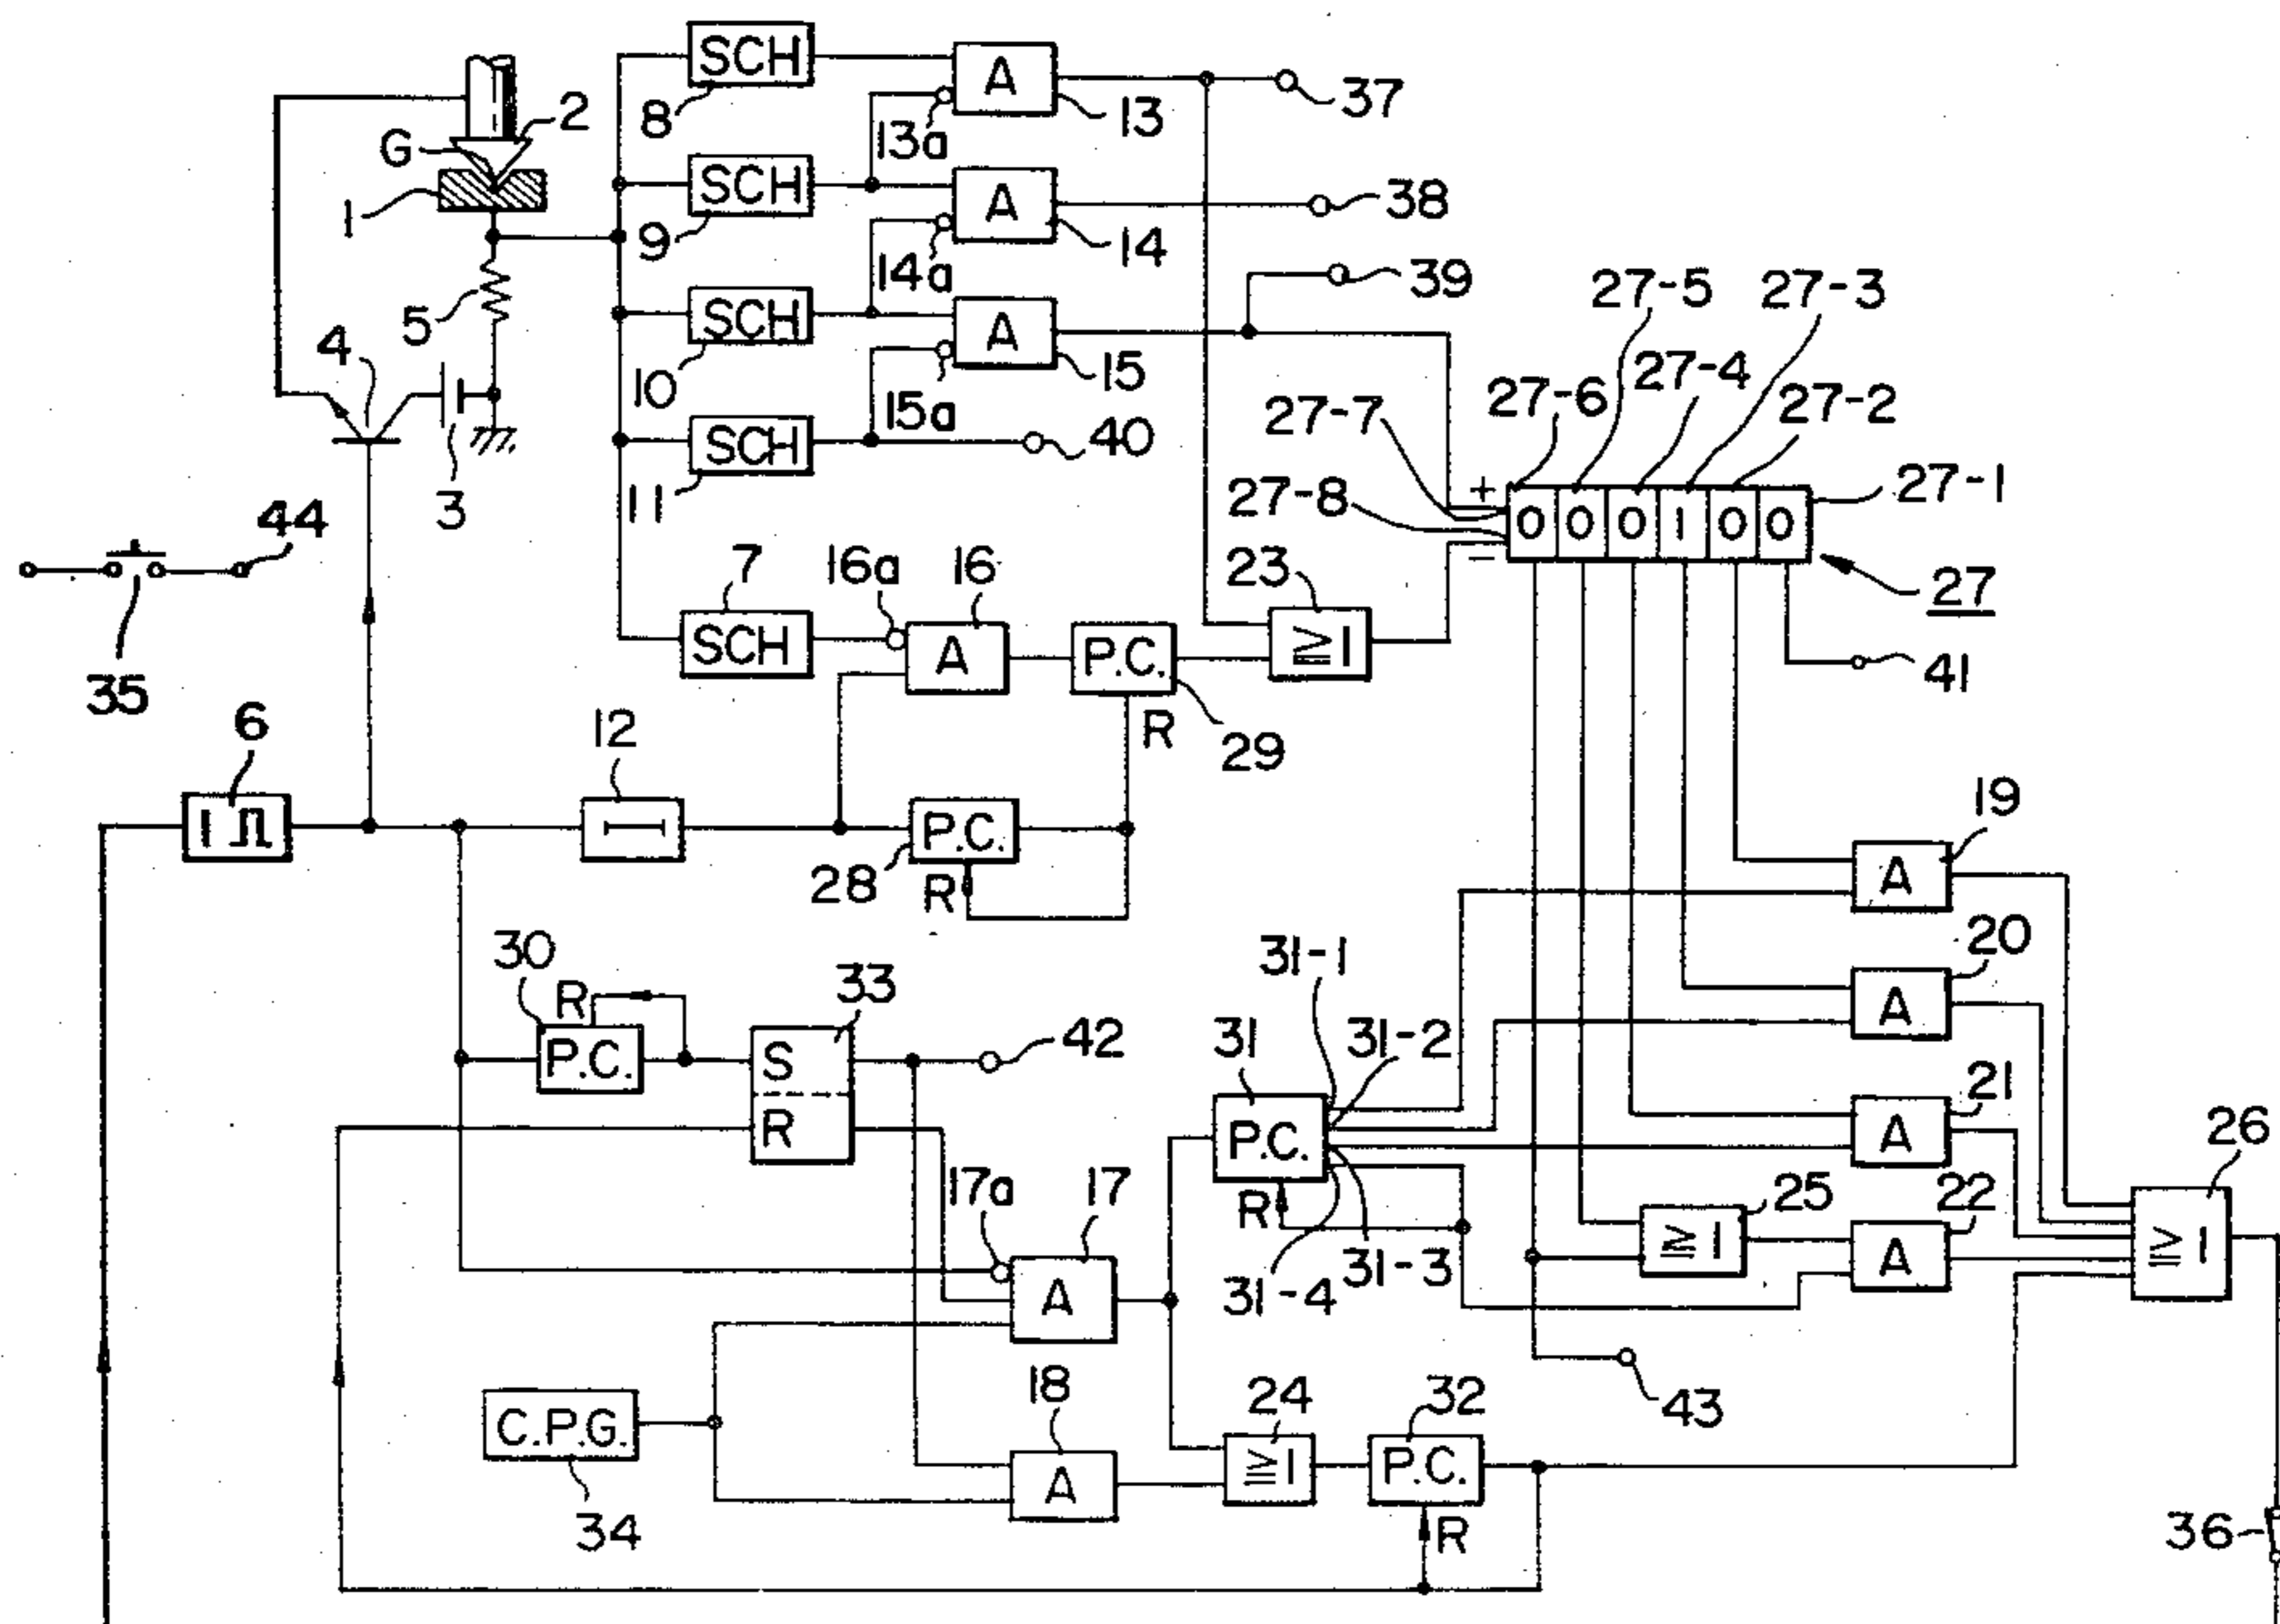 SCH
8
A
13
37
13a
2
G
1
SCH
9
A
14
38
14a
5
SCH
10
A
15
39
15a
4
3
SCH
11
40
27-5
27-3
27-4
27-6
27-2
27-7
27-8
27-1
+
-
0 0 0 1 0 0
27
41
44
35
7
SCH
16a
16
A
P.C.
R
29
23
≧1
6
1
12
P.C.
28
R
19
A
30
R
P.C.
33
S
R
42
20
A
31-1
31
31-2
P.C.
R
31-4
31-3
21
A
25
≧1
22
A
26
≧1
17a
17
A
43
C.P.G.
34
18
A
24
≧1
32
P.C.
R
36